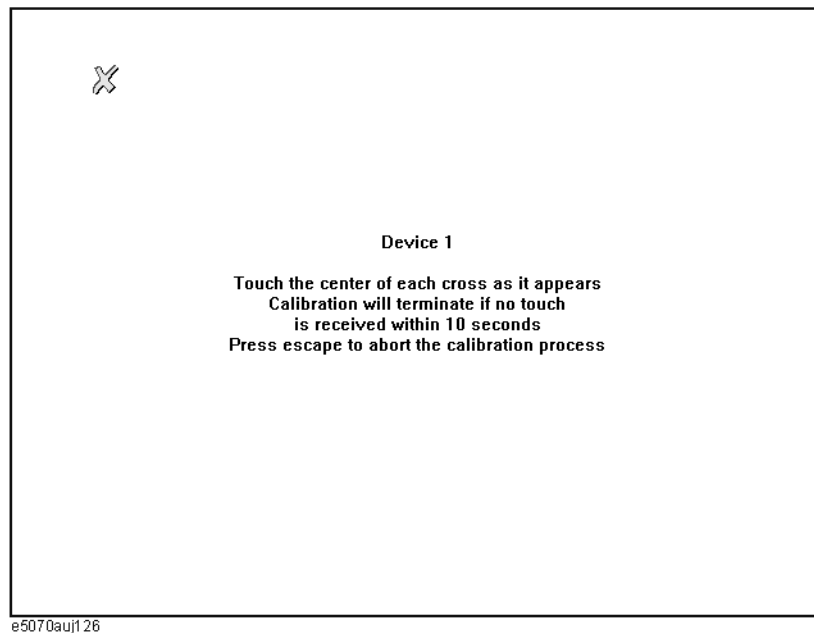 Device 1
Touch the center of each cross as it appears
Calibration will terminate if no touch
is received within 10 seconds
Press escape to abort the calibration process
e5070auj126